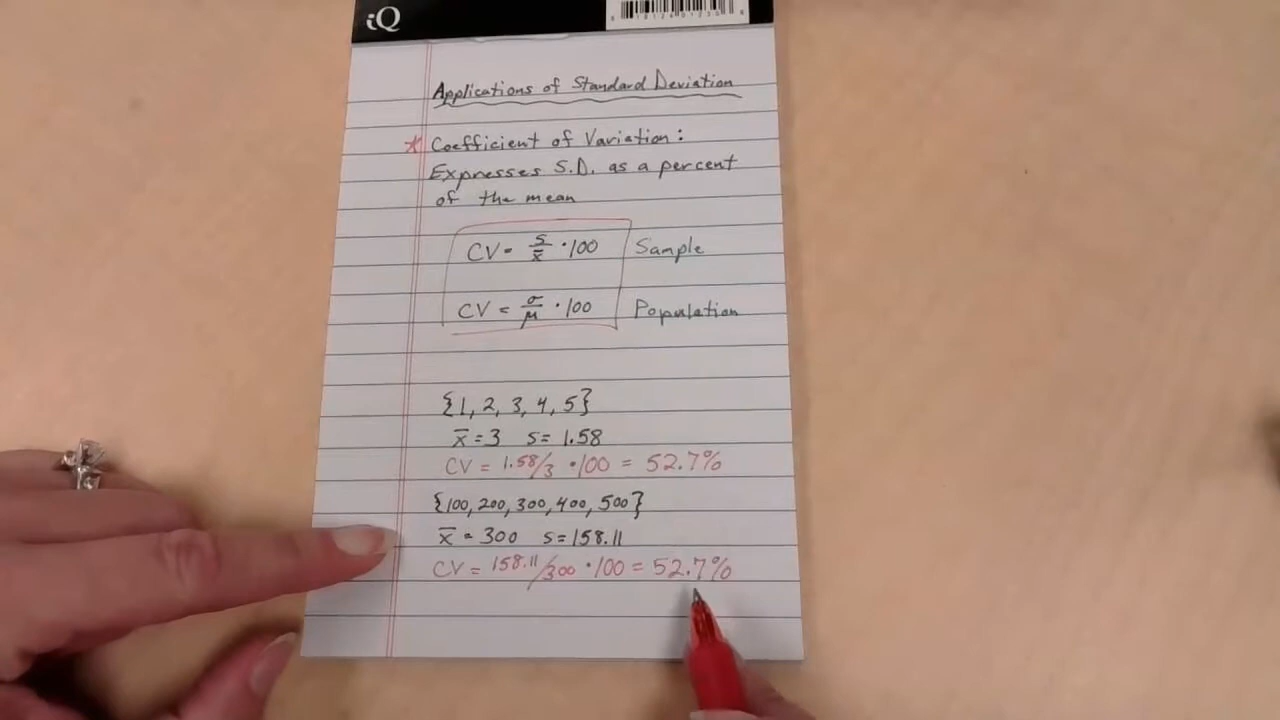 iQ
Applications of Standard Deviation
* Coefficient of Variation:
Expresses S.D. as a percent
of the mean
CV = s/x̄ · 100 Sample
CV = σ/μ · 100 Population
{1, 2, 3, 4, 5}
x̄ = 3 s = 1.58
CV = 1.58/3 · 100 = 52.7%
{100, 200, 300, 400, 500}
x̄ = 300 s = 158.11
CV = 158.11/300 · 100 = 52.7%